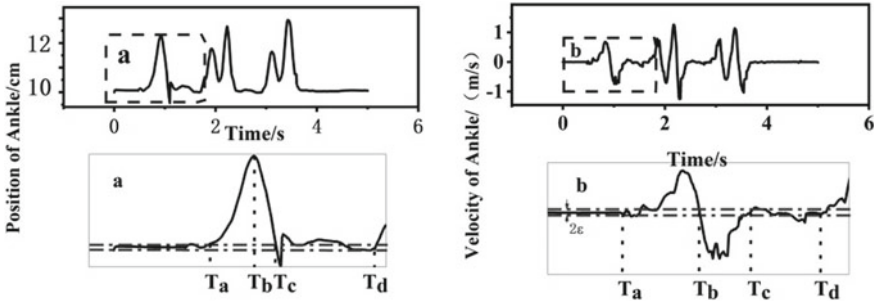 Position of Ankle/cm
12
10
a
0
2
4
6
Time/s
a
Ta
Tb
Tc
Td
Velocity of Ankle/ (m/s)
1
0
-1
b
0
2
4
6
Time/s
b
2ε
Ta
Tb
Tc
Td